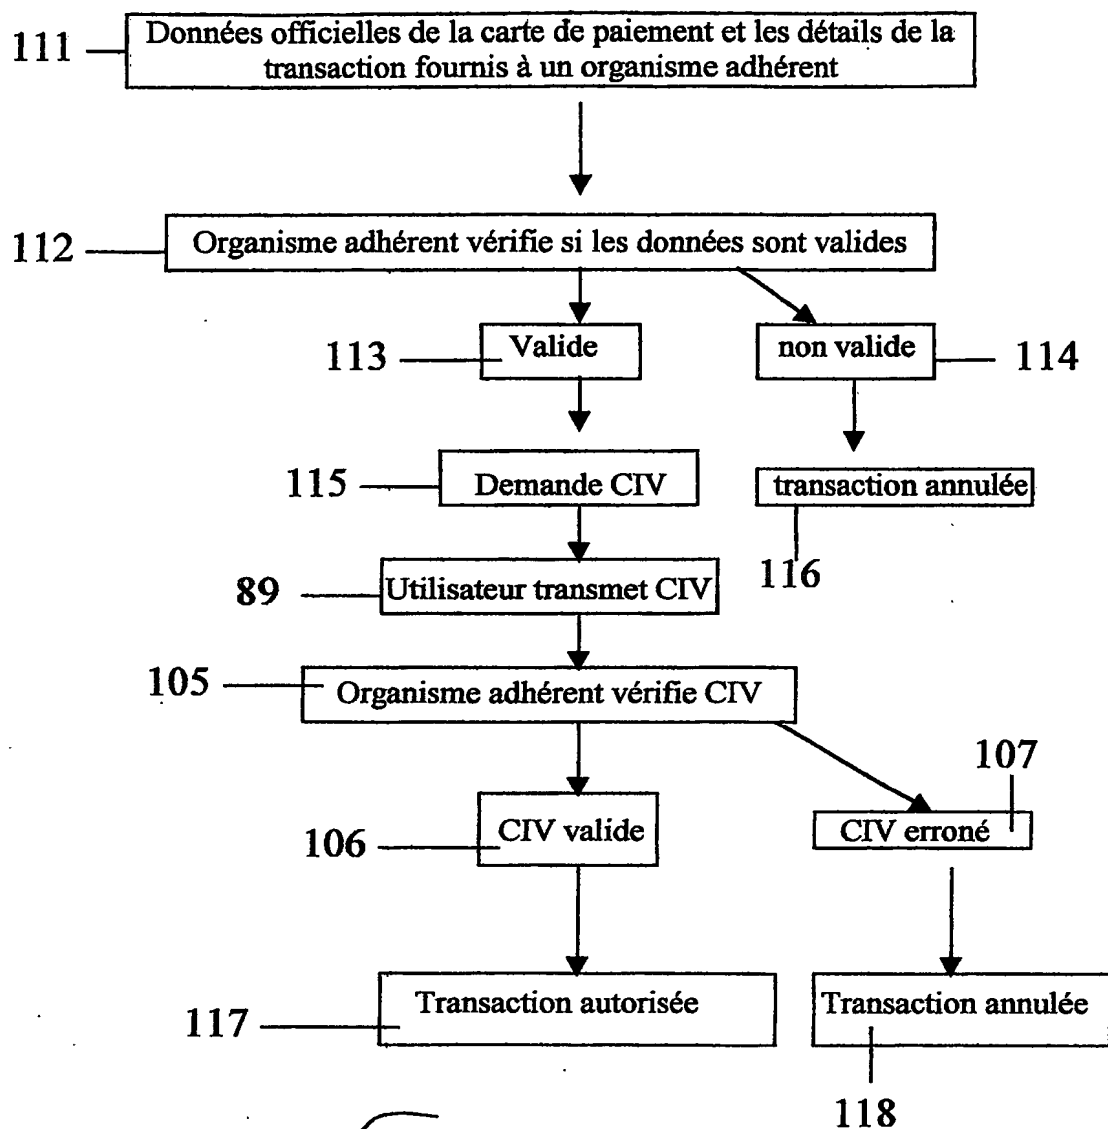 111
Données officielles de la carte de paiement et les détails de la
transaction fournis à un organisme adhérent
112
Organisme adhérent vérifie si les données sont valides
113
Valide
non valide
114
115
Demande CIV
transaction annulée
116
89
Utilisateur transmet CIV
105
Organisme adhérent vérifie CIV
107
106
CIV valide
CIV erroné
117
Transaction autorisée
Transaction annulée
118